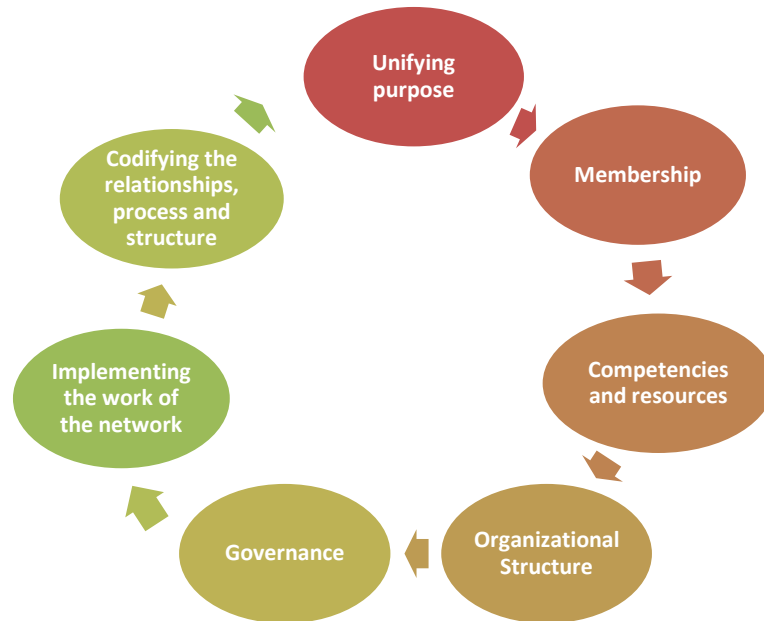 Unifying
purpose
Membership
Competencies
and resources
Organizational
Structure
Governance
Implementing
the work of
the network
Codifying the
relationships,
process and
structure